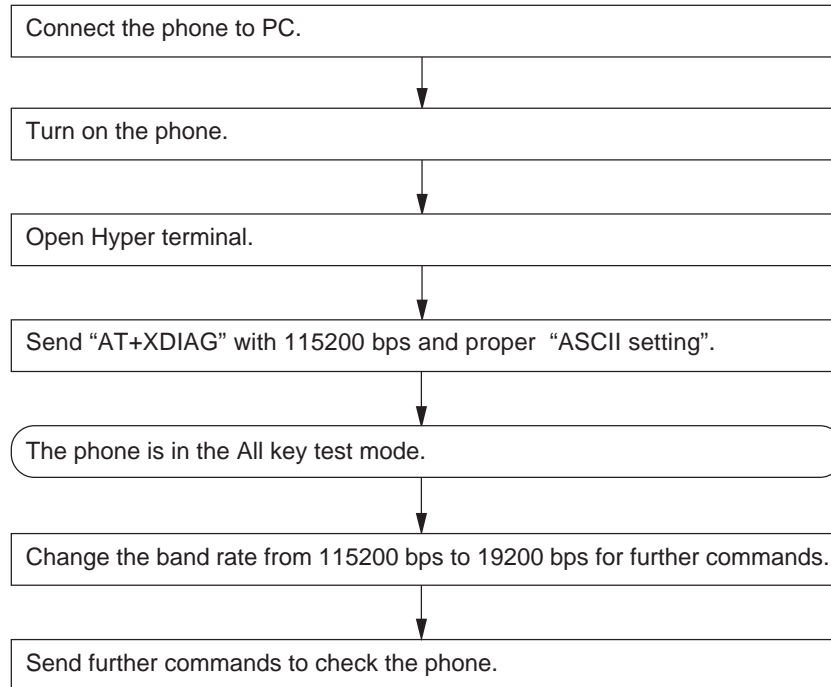 Connect the phone to PC.
Turn on the phone.
Open Hyper terminal.
Send “AT+XDIAG” with 115200 bps and proper “ASCII setting”.
The phone is in the All key test mode.
Change the band rate from 115200 bps to 19200 bps for further commands.
Send further commands to check the phone.